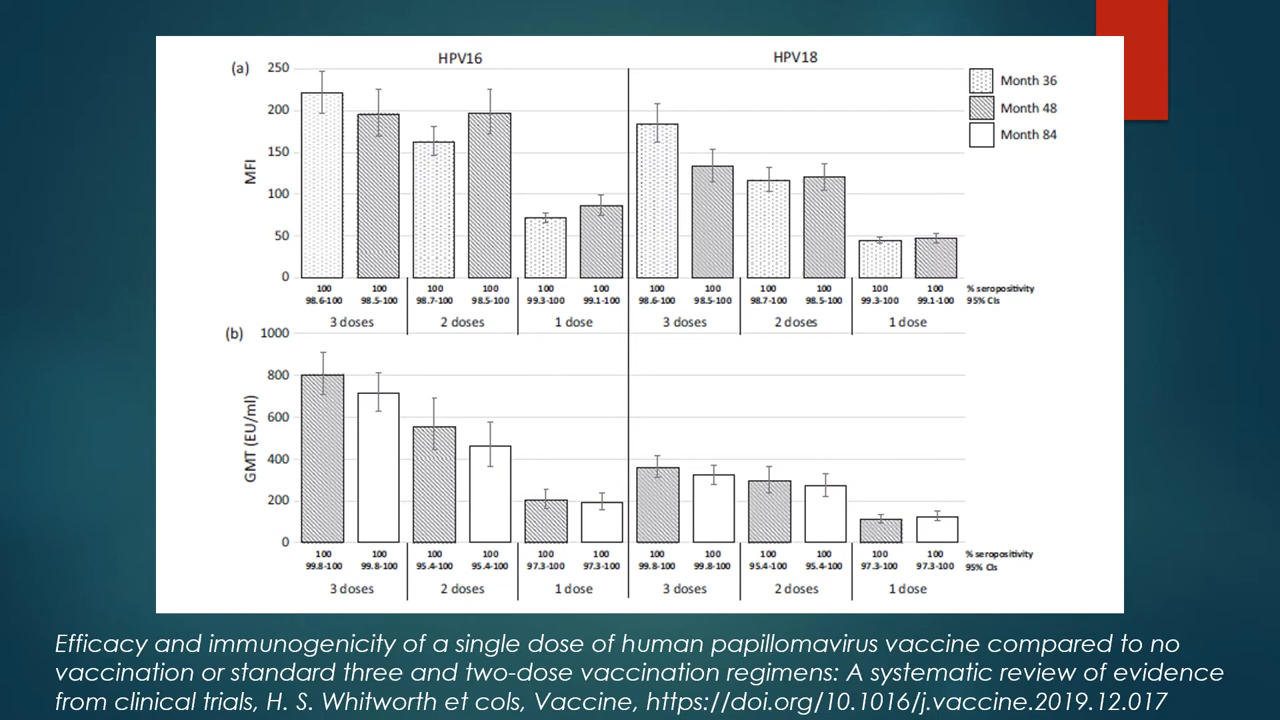 HPV16 HPV18
(a) 250
200
150
100
50
0
MFI
Month 36
Month 48
Month 84
100 100 100 100 100 100 100 100 100 100 100 100 % seropositivity
98.6-100 98.5-100 98.7-100 98.5-100 99.3-100 99.1-100 98.6-100 98.5-100 98.7-100 98.5-100 99.3-100 99.1-100 95% CIs
3 doses 2 doses 1 dose 3 doses 2 doses 1 dose
(b) 1000
800
600
400
200
0
GMT (EU/ml)
100 100 100 100 100 100 100 100 100 100 100 100 % seropositivity
99.8-100 99.8-100 95.4-100 95.4-100 97.3-100 97.3-100 99.8-100 99.8-100 95.4-100 95.4-100 97.3-100 97.3-100 95% CIs
3 doses 2 doses 1 dose 3 doses 2 doses 1 dose
Efficacy and immunogenicity of a single dose of human papillomavirus vaccine compared to no
vaccination or standard three and two-dose vaccination regimens: A systematic review of evidence
from clinical trials, H. S. Whitworth et cols, Vaccine, https://doi.org/10.1016/j.vaccine.2019.12.017